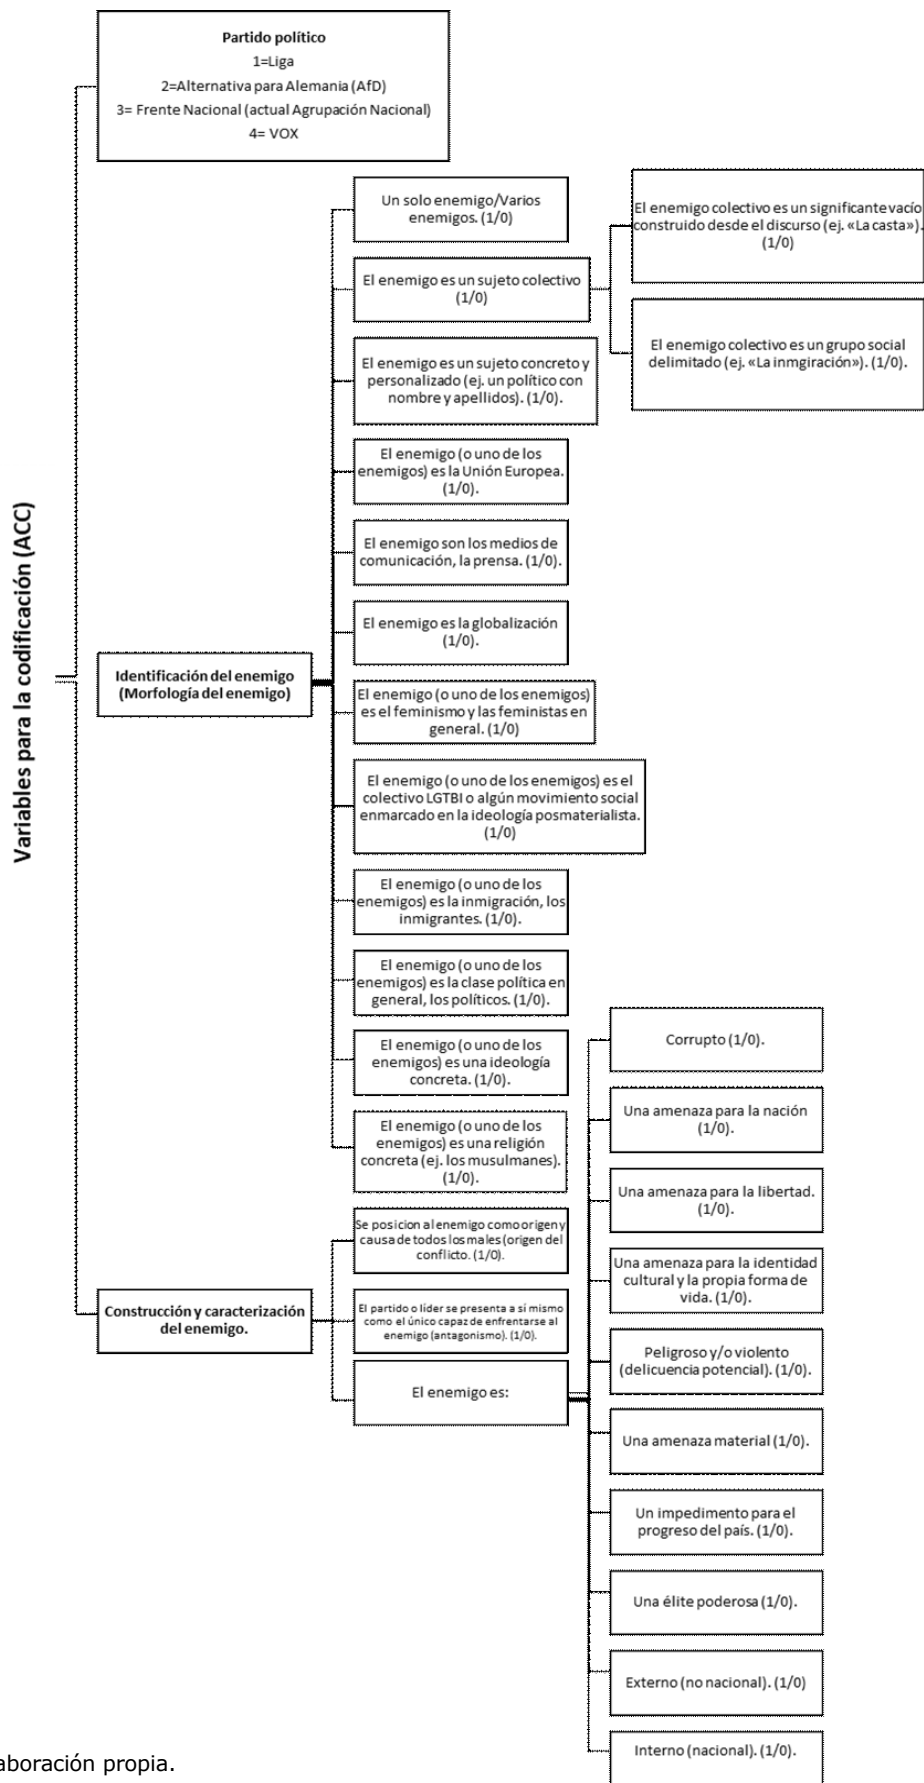 Variables para la codificación (ACC)
Partido político
1=Liga
2=Alternativa para Alemania (AfD)
3= Frente Nacional (actual Agrupación Nacional)
4= VOX
Identificación del enemigo
(Morfología del enemigo)
Un solo enemigo/Varios
enemigos. (1/0)
El enemigo es un sujeto colectivo
(1/0)
El enemigo colectivo es un significante vacío
construido desde el discurso (ej. «La casta»).
(1/0)
El enemigo colectivo es un grupo social
delimitado (ej. «La inmgiración»). (1/0).
El enemigo es un sujeto concreto y
personalizado (ej. un político con
nombre y apellidos). (1/0).
El enemigo (o uno de los
enemigos) es la Unión Europea.
(1/0).
El enemigo son los medios de
comunicación, la prensa. (1/0).
El enemigo es la globalización
(1/0).
El enemigo (o uno de los enemigos)
es el feminismo y las feministas en
general. (1/0)
El enemigo (o uno de los enemigos) es el
colectivo LGTBI o algún movimiento social
enmarcado en la ideología posmaterialista.
(1/0)
El enemigo (o uno de los
enemigos) es la inmigración, los
inmigrantes. (1/0).
El enemigo (o uno de los
enemigos) es la clase política en
general, los políticos. (1/0).
El enemigo (o uno de los
enemigos) es una ideología
concreta. (1/0).
El enemigo (o uno de los
enemigos) es una religión
concreta (ej. los musulmanes).
(1/0).
Construcción y caracterización
del enemigo.
Se posicion al enemigo como origen y
causa de todos los males (origen del
conflicto. (1/0).
El partido o líder se presenta a sí mismo
como el único capaz de enfrentarse al
enemigo (antagonismo). (1/0).
El enemigo es:
Corrupto (1/0).
Una amenaza para la nación
(1/0).
Una amenaza para la libertad.
(1/0).
Una amenaza para la identidad
cultural y la propia forma de
vida. (1/0).
Peligroso y/o violento
(delicuencia potencial). (1/0).
Una amenaza material (1/0).
Un impedimento para el
progreso del país. (1/0).
Una élite poderosa (1/0).
Externo (no nacional). (1/0)
Interno (nacional). (1/0).
aboración propia.